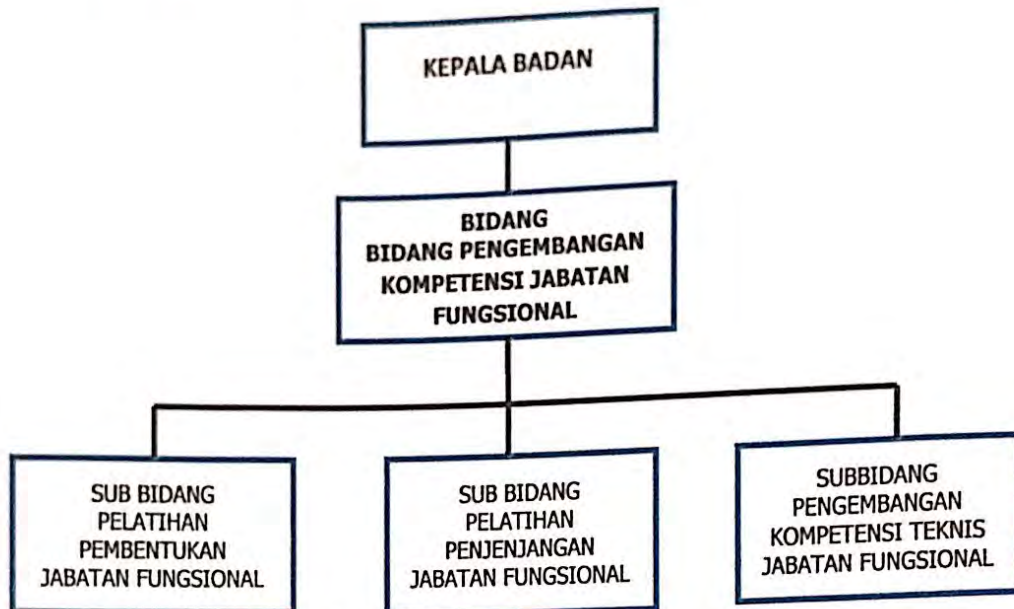 KEPALA BADAN
BIDANG
BIDANG PENGEMBANGAN
KOMPETENSI JABATAN
FUNGSIONAL
SUB BIDANG
PELATIHAN
PEMBENTUKAN
JABATAN FUNGSIONAL
SUB BIDANG
PELATIHAN
PENJENJANGAN
JABATAN FUNGSIONAL
SUBBIDANG
PENGEMBANGAN
KOMPETENSI TEKNIS
JABATAN FUNGSIONAL